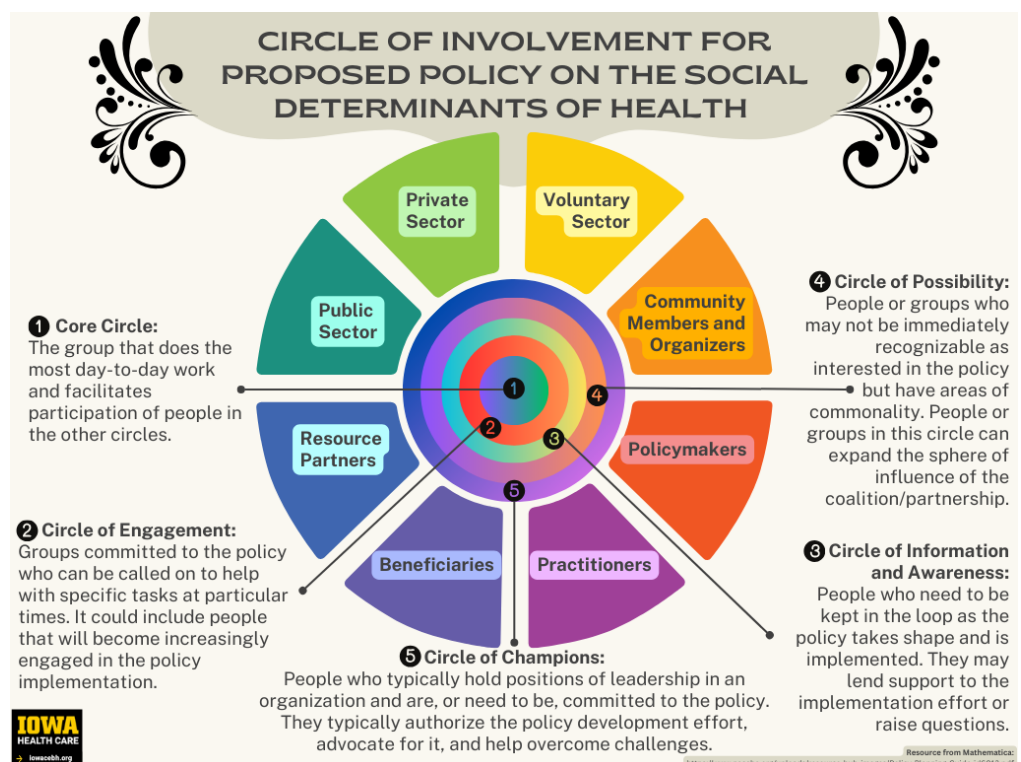 CIRCLE OF INVOLVEMENT FOR
PROPOSED POLICY ON THE SOCIAL
DETERMINANTS OF HEALTH
Private
Sector
Voluntary
Sector
Public
Sector
Community
Members and
Organizers
Resource
Partners
Policymakers
Beneficiaries
Practitioners
1
2
3
4
5
1 Core Circle:
The group that does the
most day-to-day work
and facilitates
participation of people in
the other circles.
2 Circle of Engagement:
Groups committed to the policy
who can be called on to help
with specific tasks at particular
times. It could include people
that will become increasingly
engaged in the policy
implementation.
4 Circle of Possibility:
People or groups who
may not be immediately
recognizable as
interested in the policy
but have areas of
commonality. People or
groups in this circle can
expand the sphere of
influence of the
coalition/partnership.
3 Circle of Information
and Awareness:
People who need to be
kept in the loop as the
policy takes shape and is
implemented. They may
lend support to the
implementation effort or
raise questions.
5 Circle of Champions:
People who typically hold positions of leadership in an
organization and are, or need to be, committed to the policy.
They typically authorize the policy development effort,
advocate for it, and help overcome challenges.
IOWA
HEALTH CARE
→ iowacebh.org
Resource from Mathematica: